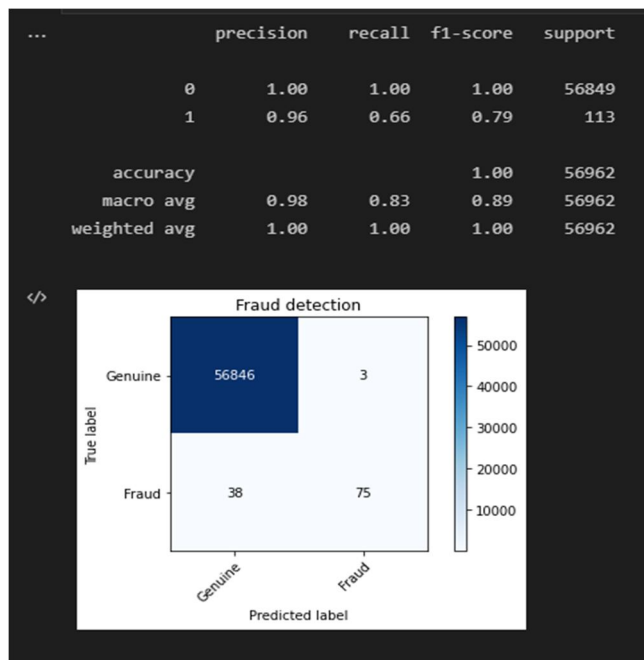 ... precision recall f1-score support
0 1.00 1.00 1.00 56849
1 0.96 0.66 0.79 113
accuracy 1.00 56962
macro avg 0.98 0.83 0.89 56962
weighted avg 1.00 1.00 1.00 56962
</>
Fraud detection
50000
Genuine 56846 3
40000
30000
True label
20000
Fraud 38 75
10000
Genuine Fraud
Predicted label